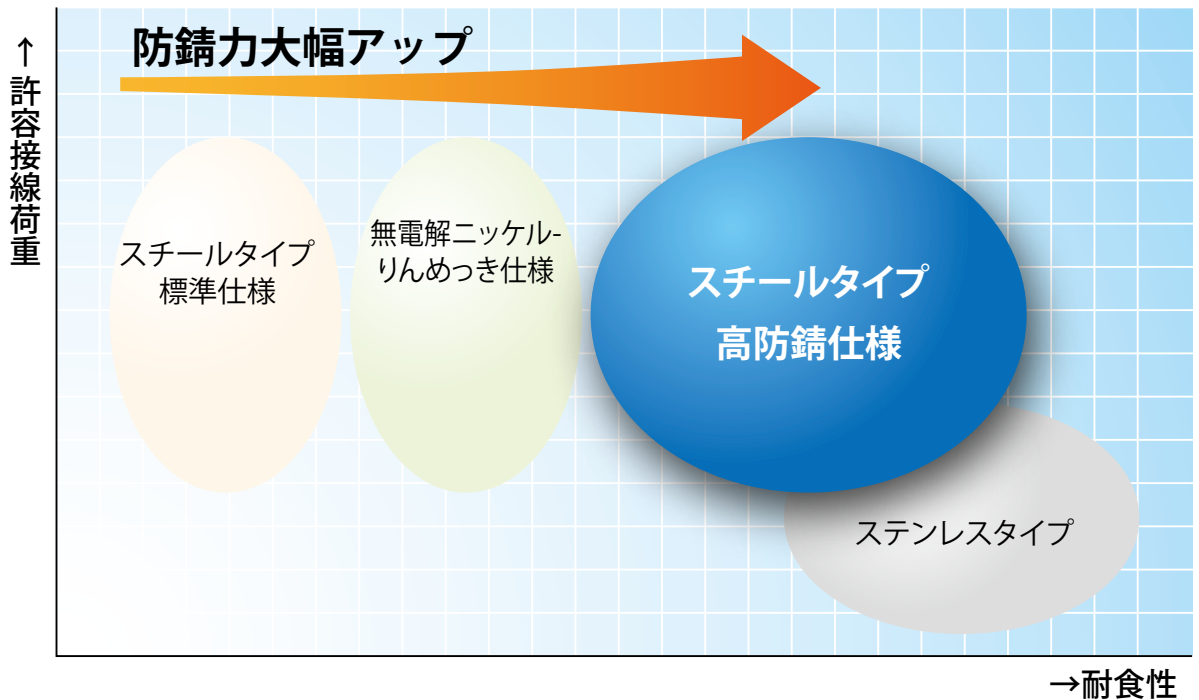 防錆力大幅アップ
↑許容接線荷重
スチールタイプ
標準仕様
無電解ニッケル-
りんめっき仕様
スチールタイプ
高防錆仕様
ステンレスタイプ
→耐食性